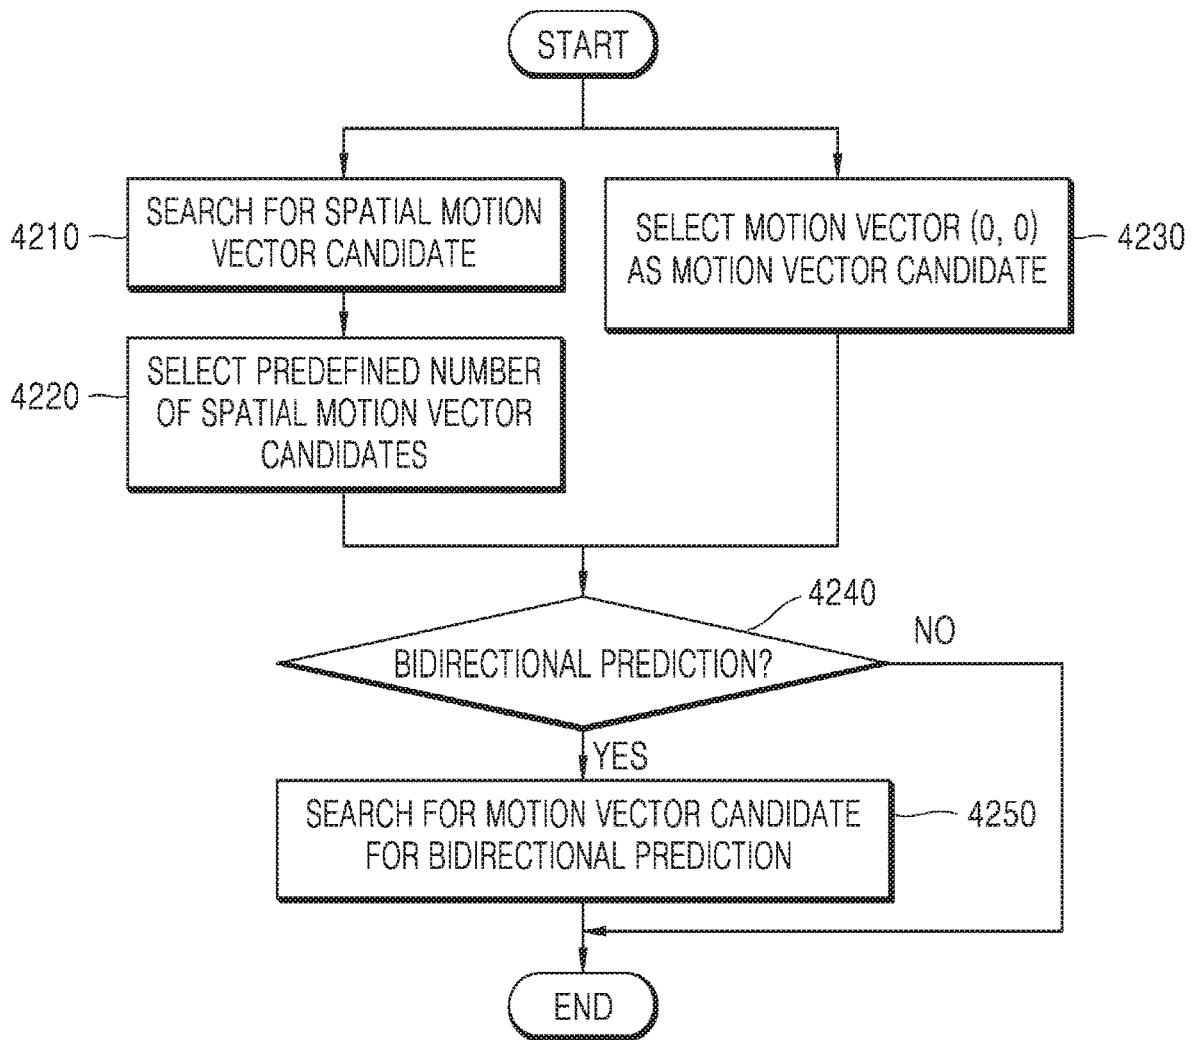 START
SEARCH FOR SPATIAL MOTION
VECTOR CANDIDATE
4210
SELECT MOTION VECTOR (0, 0)
AS MOTION VECTOR CANDIDATE
4230
SELECT PREDEFINED NUMBER
OF SPATIAL MOTION VECTOR
CANDIDATES
4220
4240
BIDIRECTIONAL PREDICTION?
NO
YES
SEARCH FOR MOTION VECTOR CANDIDATE
FOR BIDIRECTIONAL PREDICTION
4250
END